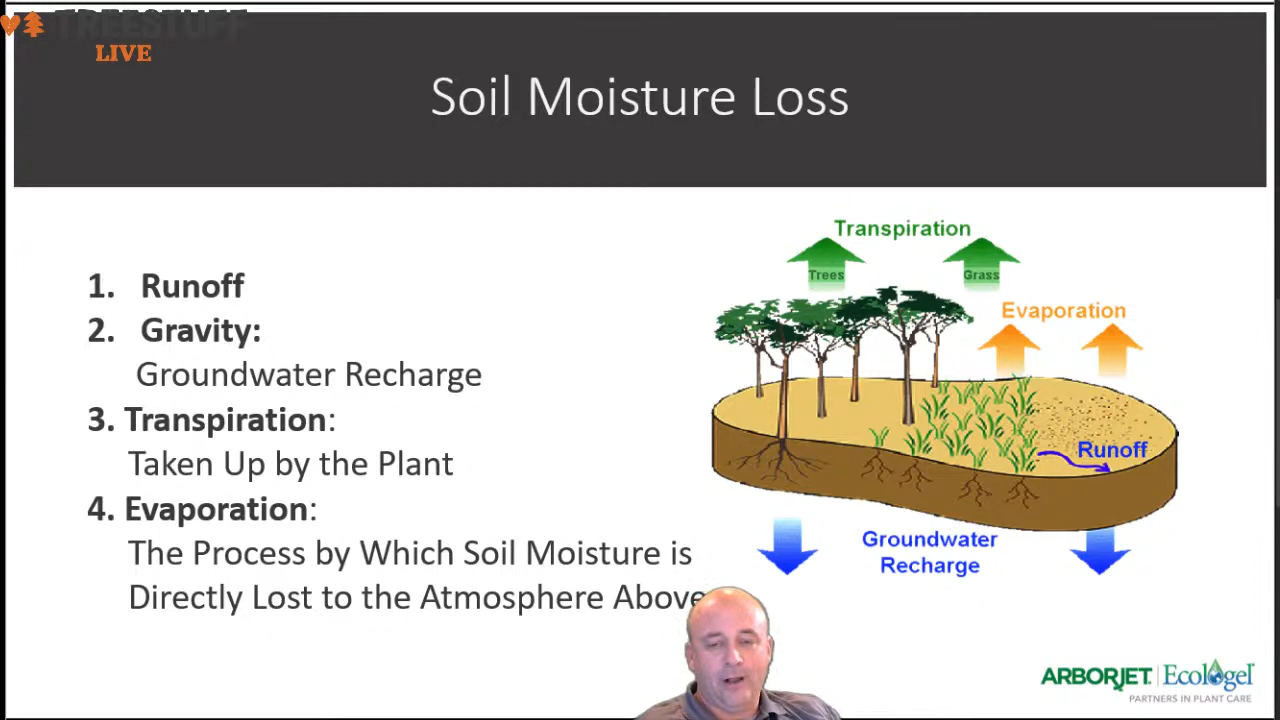 TREESTUFF
LIVE
Soil Moisture Loss
1. Runoff
2. Gravity:
Groundwater Recharge
3. Transpiration:
Taken Up by the Plant
4. Evaporation:
The Process by Which Soil Moisture is
Directly Lost to the Atmosphere Above
Transpiration
Trees
Grass
Evaporation
Runoff
Groundwater
Recharge
ARBORJET | Ecologel
PARTNERS IN PLANT CARE